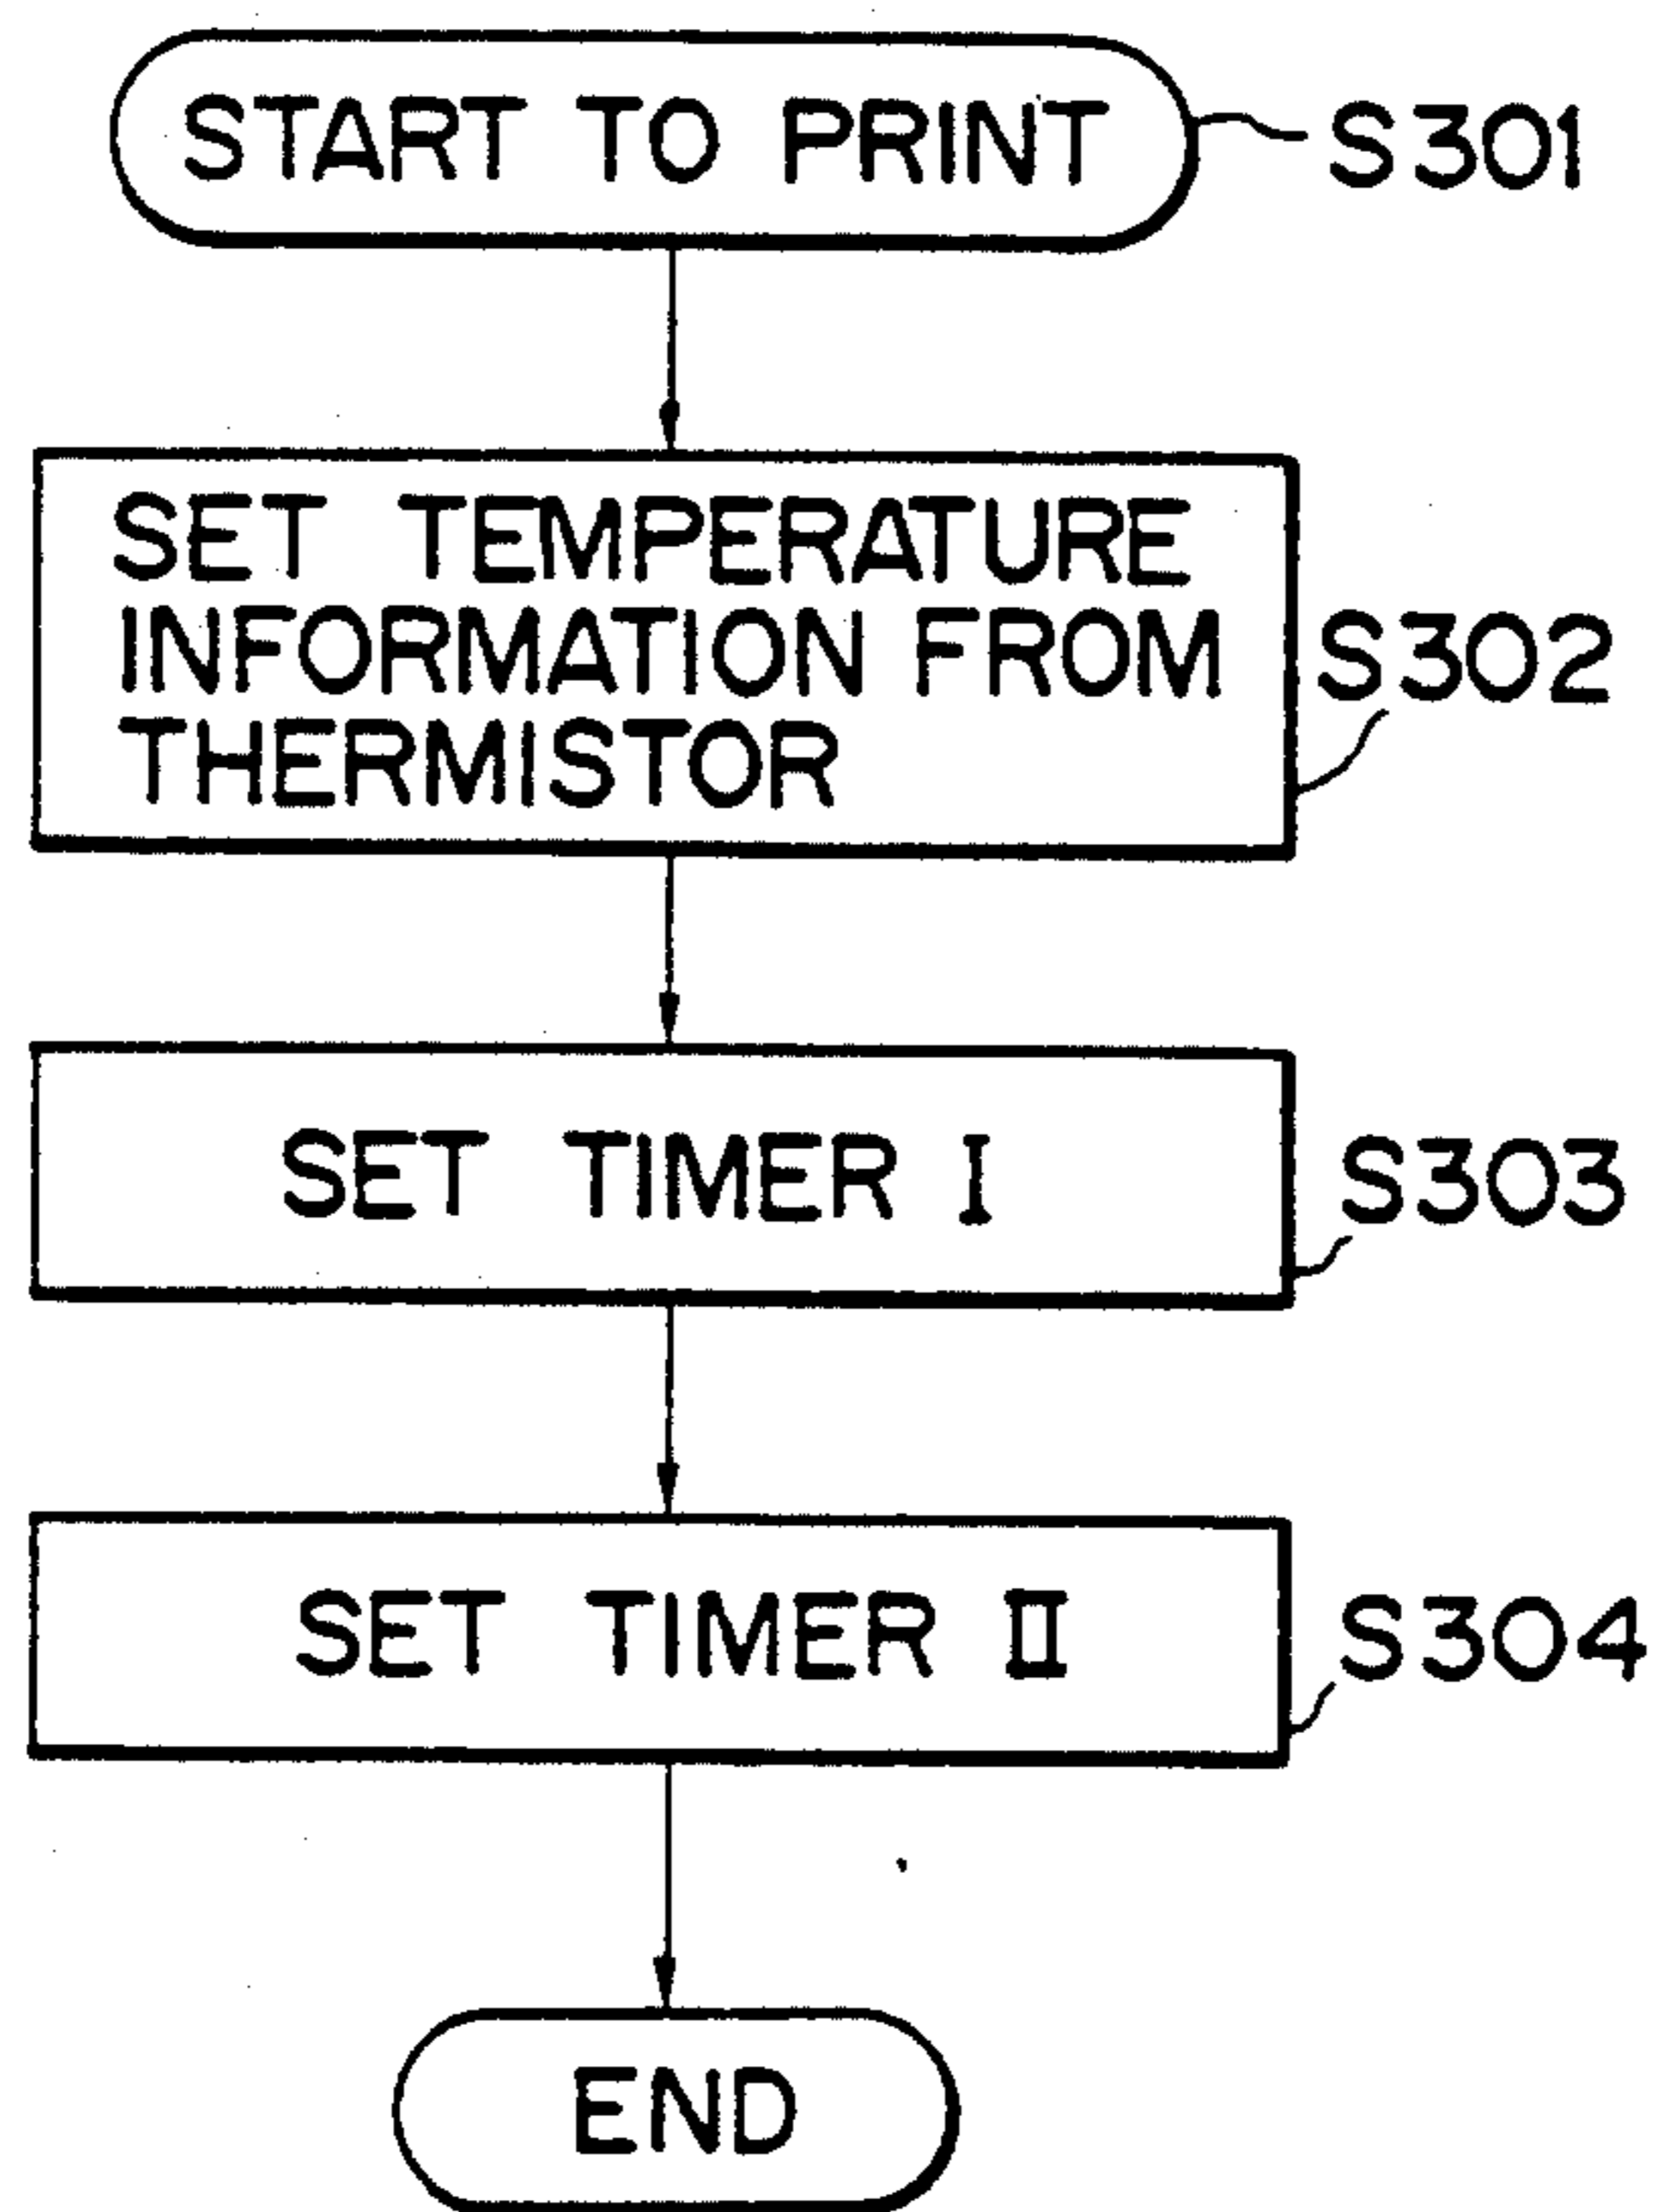 START TO PRINT
S301
SET TEMPERATURE
INFORMATION FROM
THERMISTOR
S302
SET TIMER I
S303
SET TIMER II
S304
END